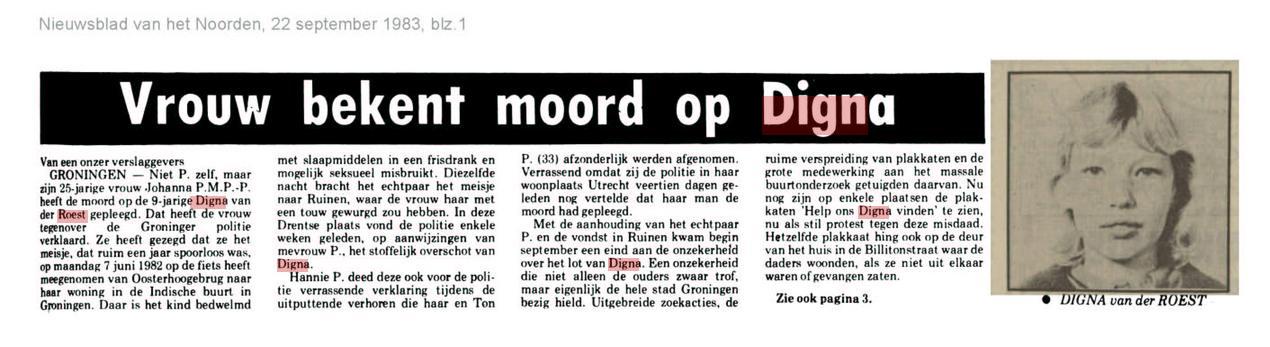 Nieuwsblad van het Noorden, 22 september 1983, blz.1
Vrouw bekent moord op Digna
Van een onzer verslaggevers
GRONINGEN — Niet P. zelf, maar
zijn 25-jarige vrouw Johanna P.M.P.-P.
heeft de moord op de 9-jarige Digna van
der Roest gepleegd. Dat heeft de vrouw
tegenover de Groninger politie
verklaard. Ze heeft gezegd dat ze het
meisje, dat ruim een jaar spoorloos was,
op maandag 7 juni 1982 op de fiets heeft
meegenomen van Oosterhoogebrug naar
haar woning in de Indische buurt in
Groningen. Daar is het kind bedwelmd
met slaapmiddelen in een frisdrank en
mogelijk seksueel misbruikt. Diezelfde
nacht bracht het echtpaar het meisje
naar Ruinen, waar de vrouw haar met
een touw gewurgd zou hebben. In deze
Drentse plaats vond de politie enkele
weken geleden, op aanwijzingen van
mevrouw P., het stoffelijk overschot van
Digna.
Hannie P. deed deze ook voor de poli-
tie verrassende verklaring tijdens de
uitputtende verhoren die haar en Ton
P. (33) afzonderlijk werden afgenomen.
Verrassend omdat zij de politie in haar
woonplaats Utrecht veertien dagen ge-
leden nog vertelde dat haar man de
moord had gepleegd.
Met de aanhouding van het echtpaar
P. en de vondst in Ruinen kwam begin
september een eind aan de onzekerheid
over het lot van Digna. Een onzekerheid
die niet alleen de ouders zwaar trof,
maar eigenlijk de hele stad Groningen
bezig hield. Uitgebreide zoekacties, de
ruime verspreiding van plakkaten en de
grote medewerking aan het massale
buurtonderzoek getuigden daarvan. Nu
nog zijn op enkele plaatsen de plak-
katen 'Help ons Digna vinden' te zien,
nu als stil protest tegen deze misdaad.
Hetzelfde plakkaat hing ook op de deur
van het huis in de Billitonstraat waar de
daders woonden, als ze niet uit elkaar
waren of gevangen zaten.
Zie ook pagina 3.
● DIGNA van der ROEST